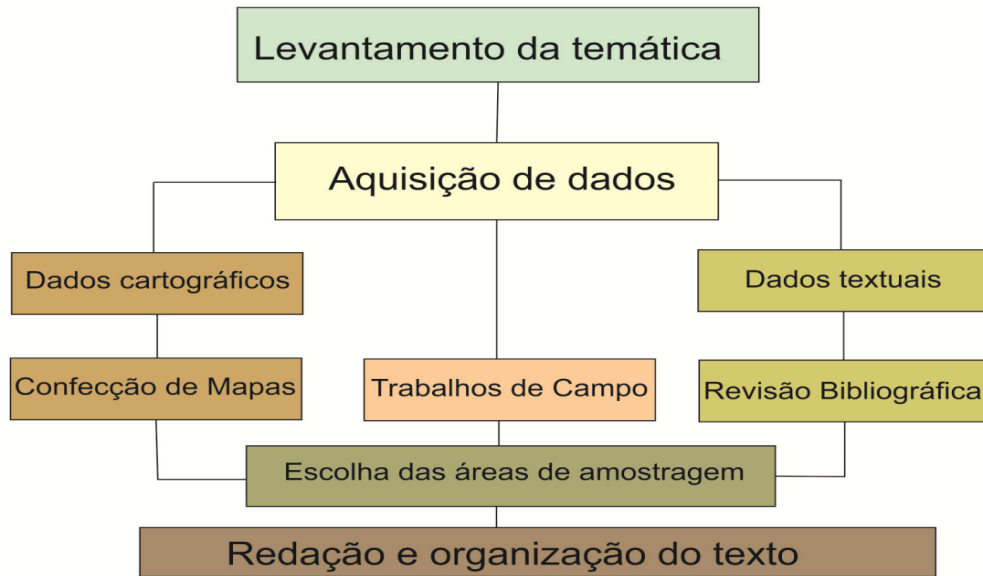 Levantamento da temática
Aquisição de dados
Dados cartográficos
Dados textuais
Confecção de Mapas
Trabalhos de Campo
Revisão Bibliográfica
Escolha das áreas de amostragem
Redação e organização do texto